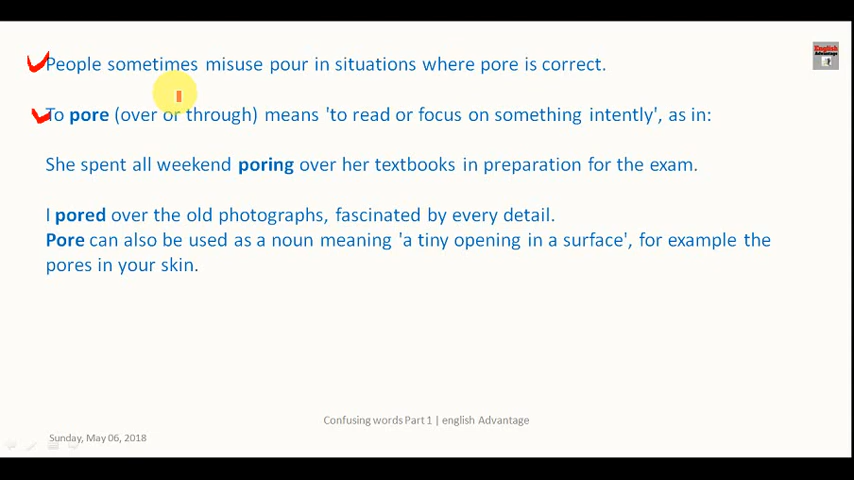 People sometimes misuse pour in situations where pore is correct.
English
Advantage
To pore (over or through) means 'to read or focus on something intently', as in:
She spent all weekend poring over her textbooks in preparation for the exam.
I pored over the old photographs, fascinated by every detail.
Pore can also be used as a noun meaning 'a tiny opening in a surface', for example the
pores in your skin.
Confusing words Part 1 | english Advantage
Sunday, May 06, 2018